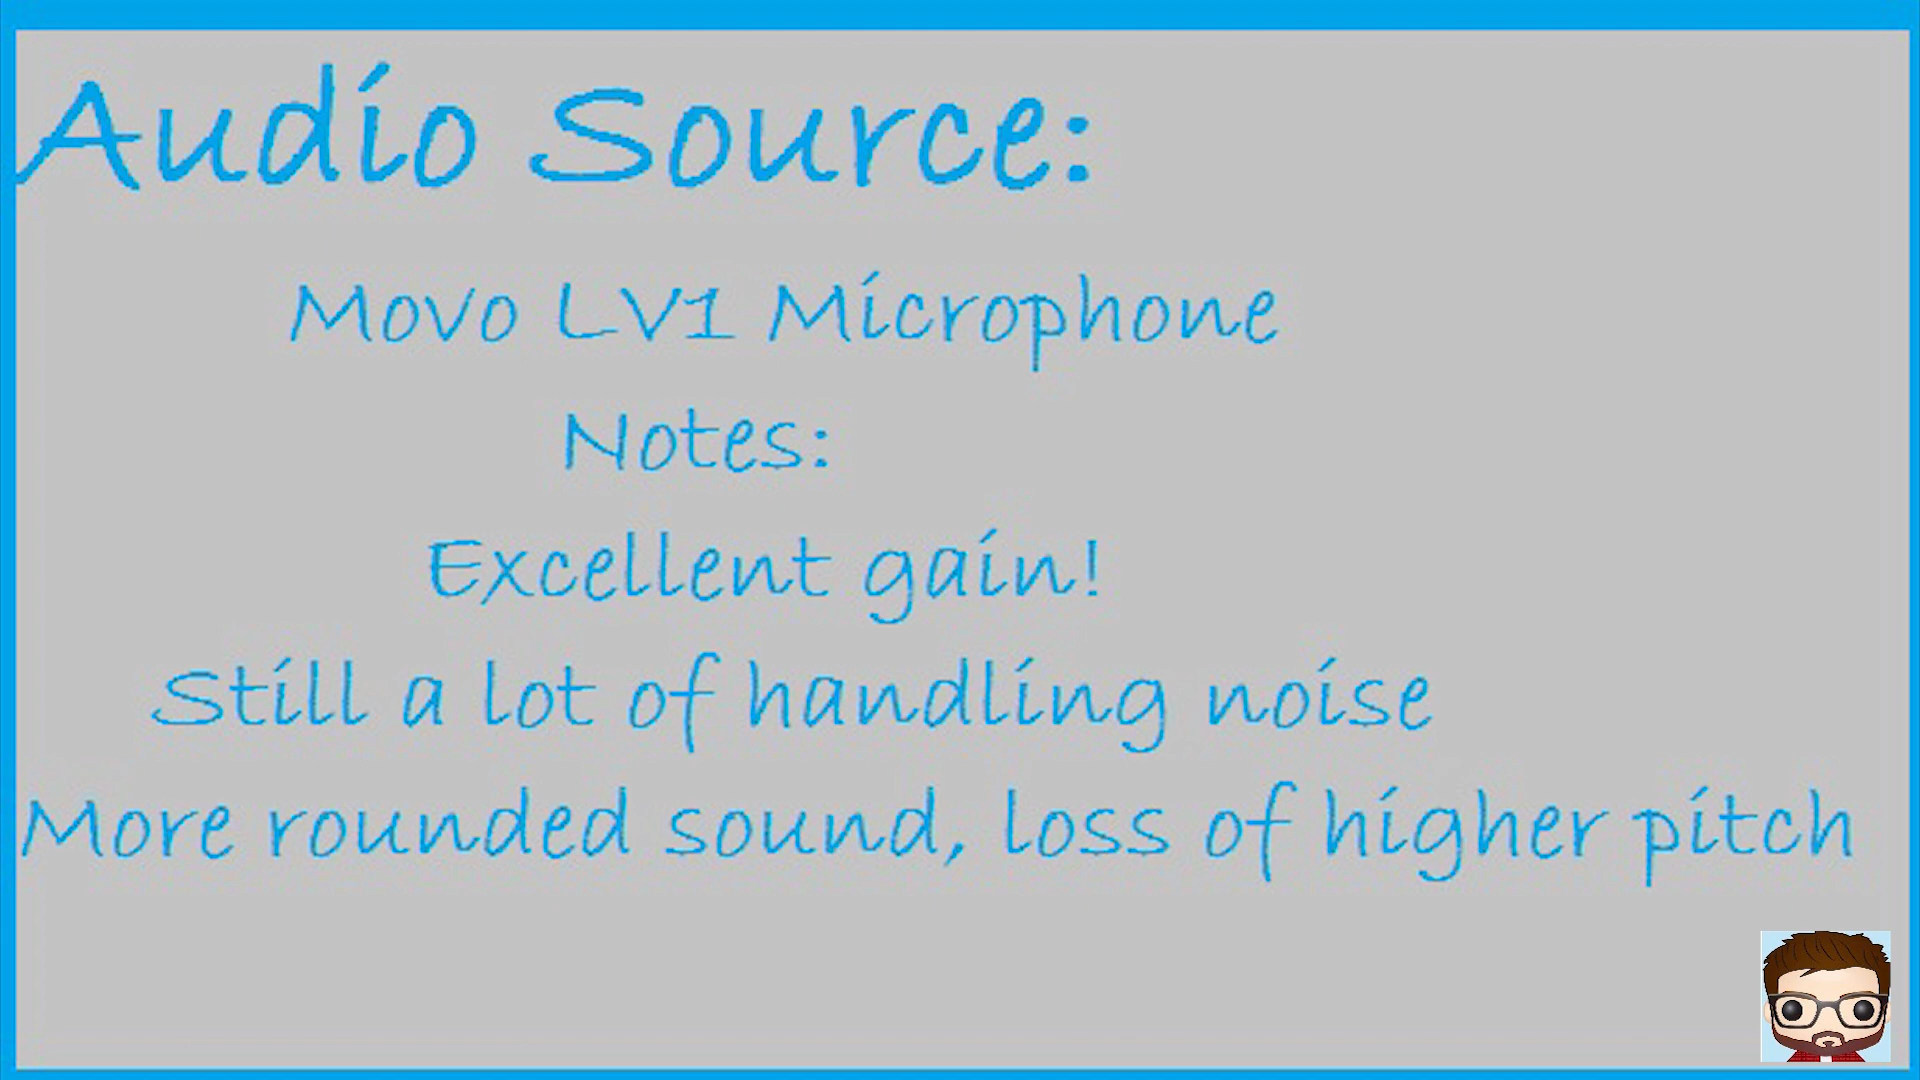 Audio Source:
Movo LV1 Microphone
Notes:
Excellent gain!
Still a lot of handling noise
More rounded sound, loss of higher pitch